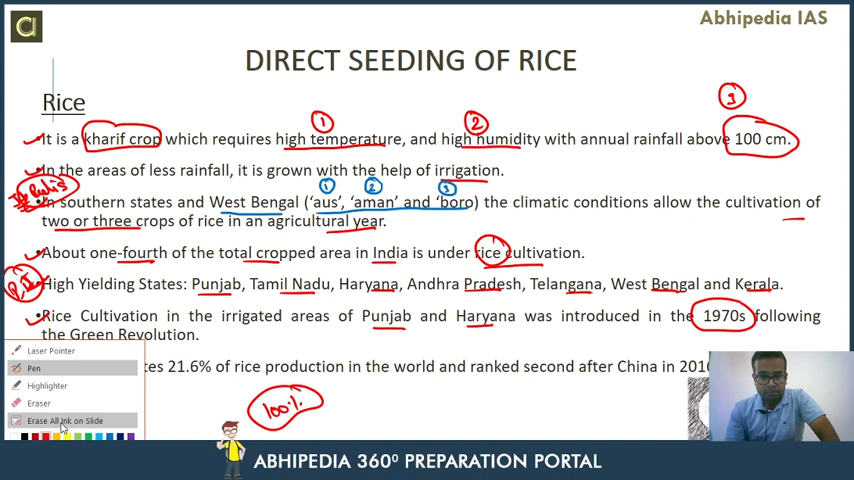 Abhipedia IAS
DIRECT SEEDING OF RICE
3
Rice
1
2
• It is a kharif crop which requires high temperature, and high humidity with annual rainfall above 100 cm.
• In the areas of less rainfall, it is grown with the help of irrigation.
1 2 3
• In southern states and West Bengal ('aus', 'aman' and 'boro) the climatic conditions allow the cultivation of
two or three crops of rice in an agricultural year.
• About one-fourth of the total cropped area in India is under rice cultivation.
• High Yielding States: Punjab, Tamil Nadu, Haryana, Andhra Pradesh, Telangana, West Bengal and Kerala.
• Rice Cultivation in the irrigated areas of Punjab and Haryana was introduced in the 1970s following
the Green Revolution.
21.6% of rice production in the world and ranked second after China in 2016
Laser Pointer
Pen
Highlighter
Eraser
Erase All Ink on Slide
100%
ABHIPEDIA 360⁰ PREPARATION PORTAL